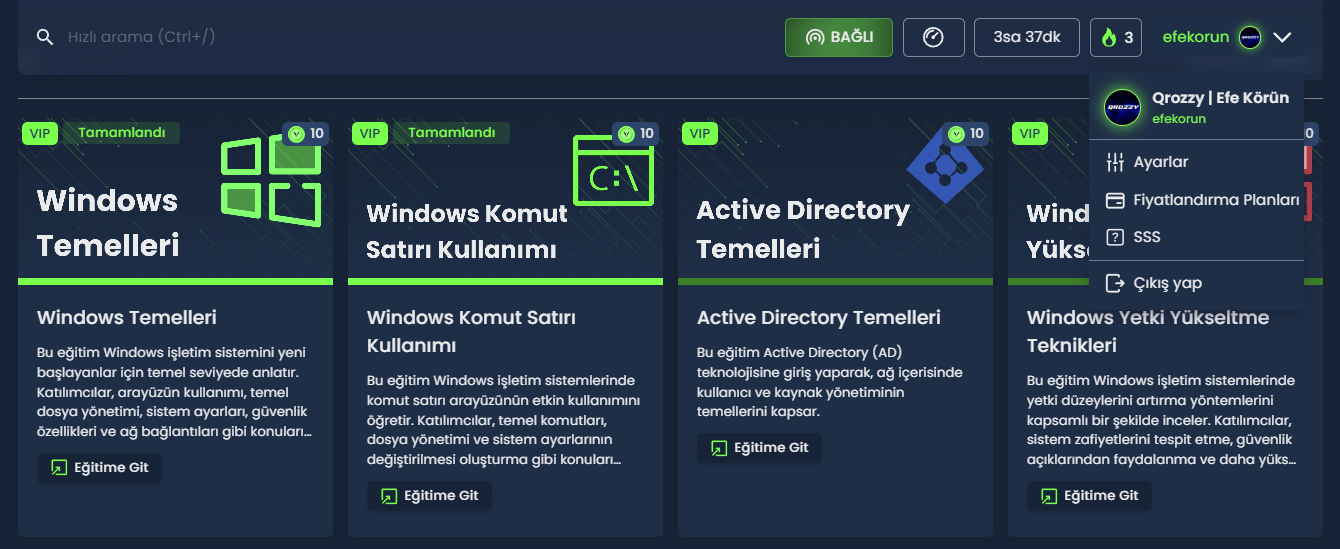 Hızlı arama (Ctrl+/)
BAĞLI
3sa 37dk
3
efekorun
QROZZY
Qrozzy | Efe Körün
efekorun
Ayarlar
Fiyatlandırma Planları
SSS
Çıkış yap
VIP
Tamamlandı
10
Windows
Temelleri
Windows Temelleri
Bu eğitim Windows işletim sistemini yeni
başlayanlar için temel seviyede anlatır.
Katılımcılar, arayüzün kullanımı, temel
dosya yönetimi, sistem ayarları, güvenlik
özellikleri ve ağ bağlantıları gibi konuları...
Eğitime Git
VIP
Tamamlandı
10
C:\
Windows Komut
Satırı Kullanımı
Windows Komut Satırı
Kullanımı
Bu eğitim Windows işletim sistemlerinde
komut satırı arayüzünün etkin kullanımını
öğretir. Katılımcılar, temel komutları,
dosya yönetimi ve sistem ayarlarının
değiştirilmesi oluşturma gibi konuları...
Eğitime Git
VIP
10
Active Directory
Temelleri
Active Directory Temelleri
Bu eğitim Active Directory (AD)
teknolojisine giriş yaparak, ağ içerisinde
kullanıcı ve kaynak yönetiminin
temellerini kapsar.
Eğitime Git
VIP
0
Wind
Yüks
Windows Yetki Yükseltme
Teknikleri
Bu eğitim Windows işletim sistemlerinde
yetki düzeylerini artırma yöntemlerini
kapsamlı bir şekilde inceler. Katılımcılar,
sistem zafiyetlerini tespit etme, güvenlik
açıklarından faydalanma ve daha yüks...
Eğitime Git